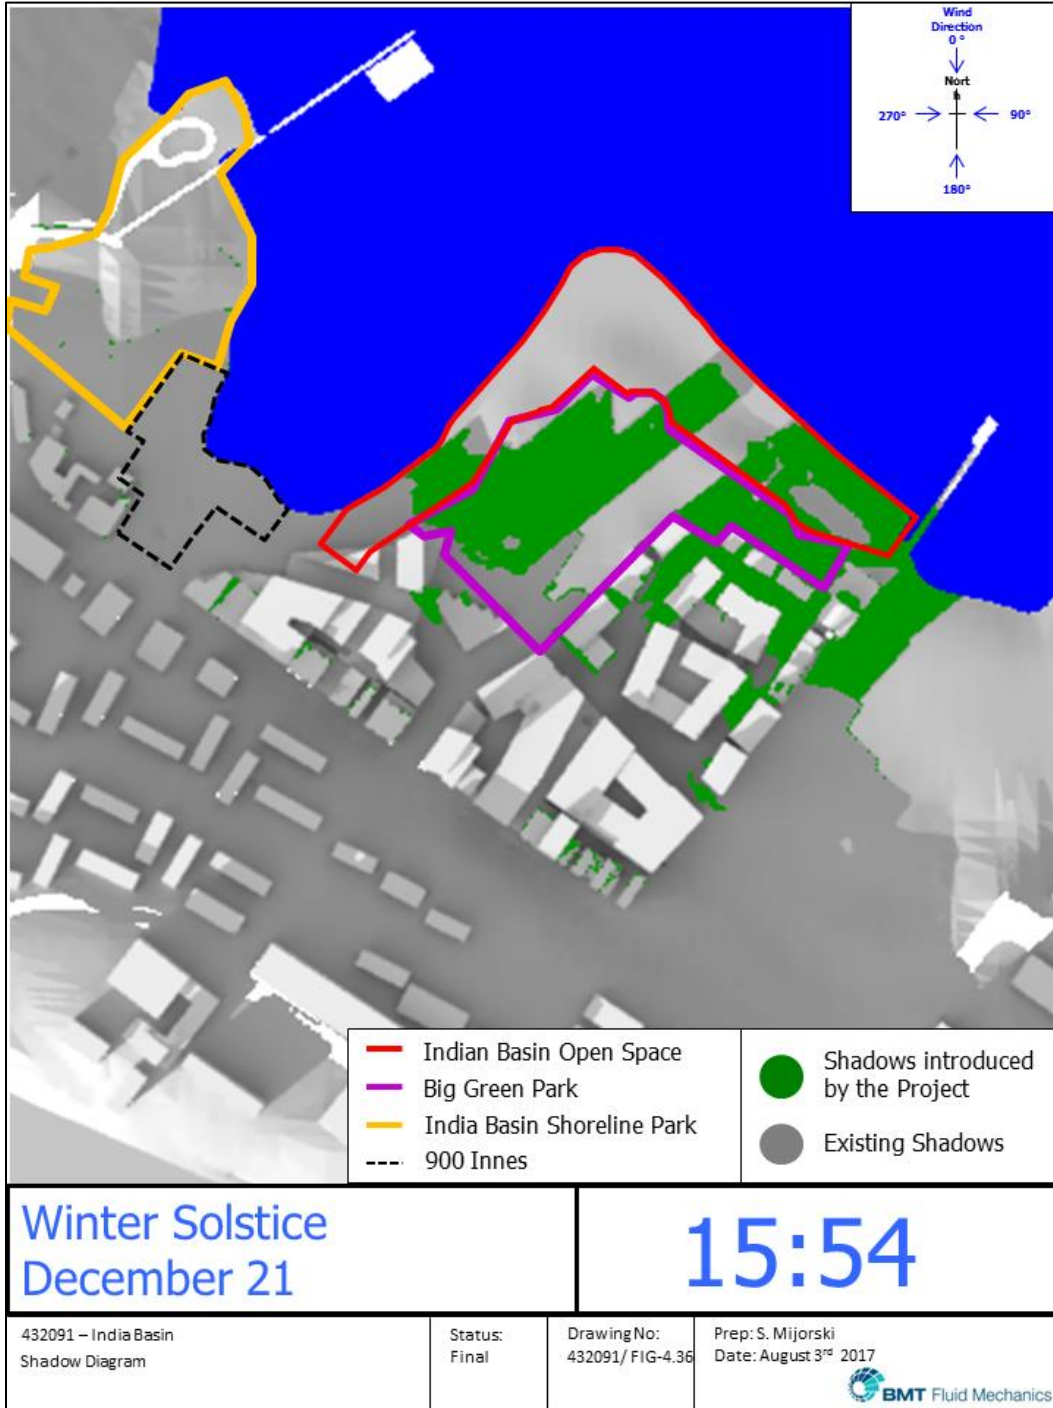 Wind
Direction
0 °
Nort
h
270°
90°
180°
Indian Basin Open Space
Big Green Park
India Basin Shoreline Park
900 Innes
Shadows introduced
by the Project
Existing Shadows
Winter Solstice
December 21
15:54
432091 – India Basin
Shadow Diagram
Status:
Final
Drawing No:
432091/ FIG-4.36
Prep: S. Mijorski
Date: August 3rd 2017
BMT Fluid Mechanics